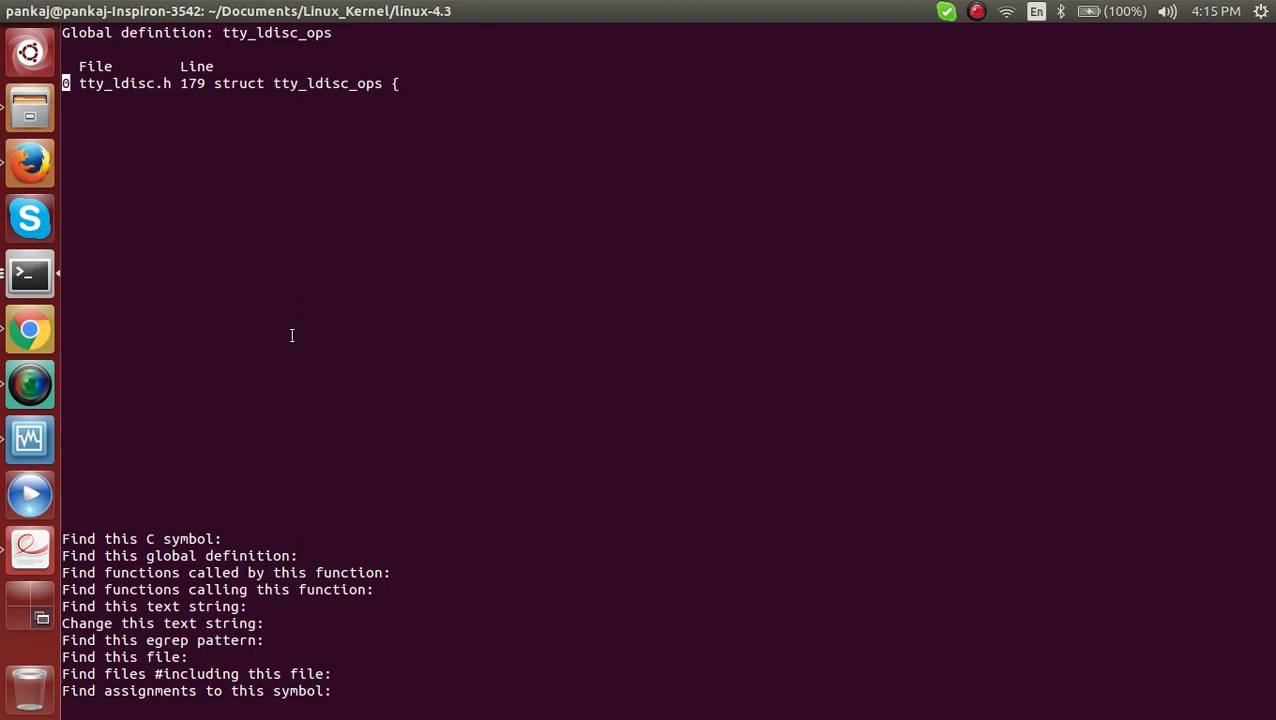 pankaj@pankaj-Inspiron-3542: ~/Documents/Linux_Kernel/linux-4.3
En
(100%)
4:15 PM
Global definition: tty_ldisc_ops
File Line
0 tty_ldisc.h 179 struct tty_ldisc_ops {
Find this C symbol:
Find this global definition:
Find functions called by this function:
Find functions calling this function:
Find this text string:
Change this text string:
Find this egrep pattern:
Find this file:
Find files #including this file:
Find assignments to this symbol: